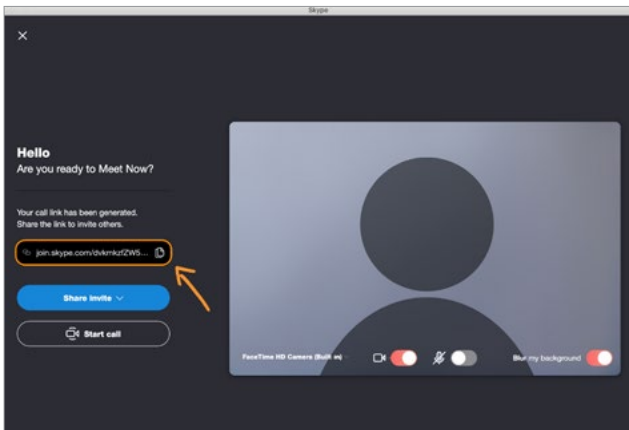 Skype
Hello
Are you ready to Meet Now?
Your call link has been generated.
Share the link to invite others.
join.skype.com/dvkmkzfZW5...
Share invite
Start call
FaceTime HD Camera (Built in)
Blur my background